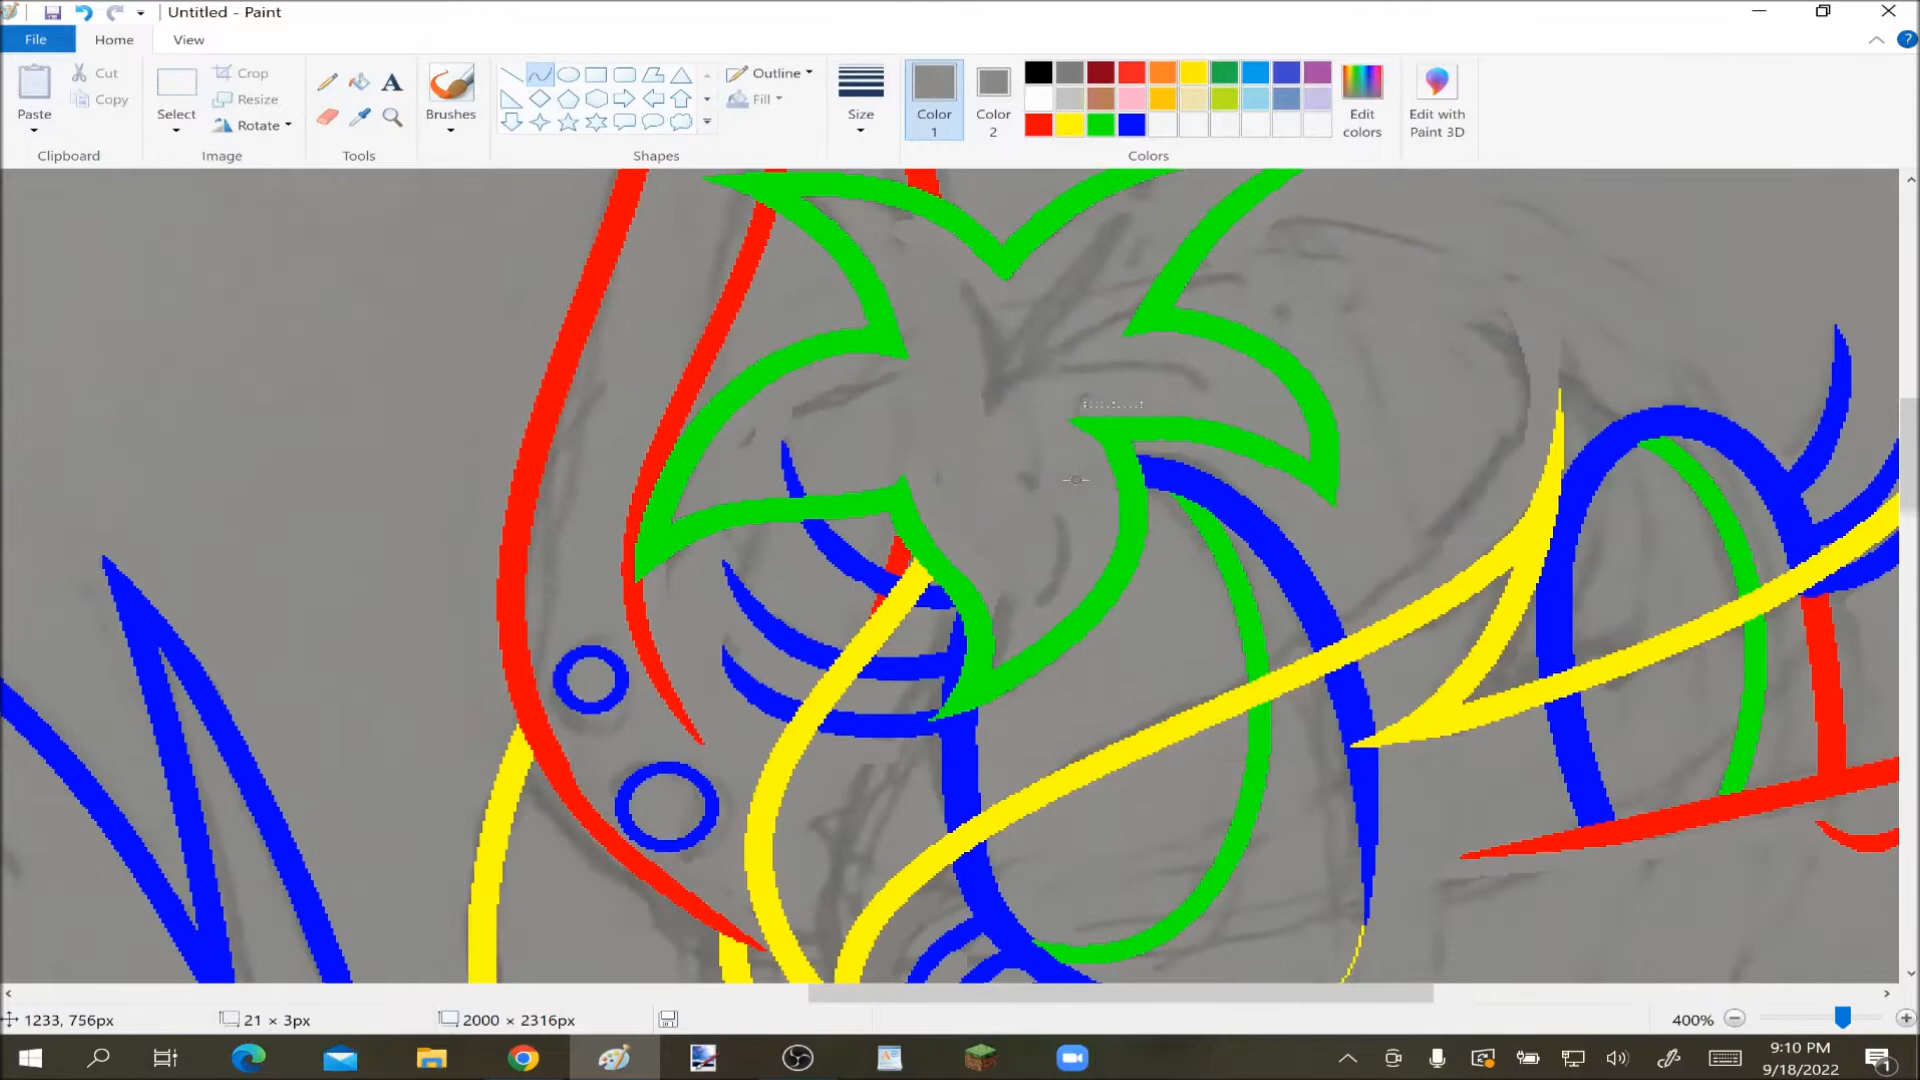 Untitled - Paint
File
Home
View
Paste
Cut
Copy
Clipboard
Select
Crop
Resize
Rotate
Image
A
Tools
Brushes
Outline
Fill
Shapes
Size
Color
1
Color
2
Edit
colors
Edit with
Paint 3D
Colors
?
1233, 756px
21 × 3px
2000 × 2316px
400%
9:10 PM
9/18/2022
1